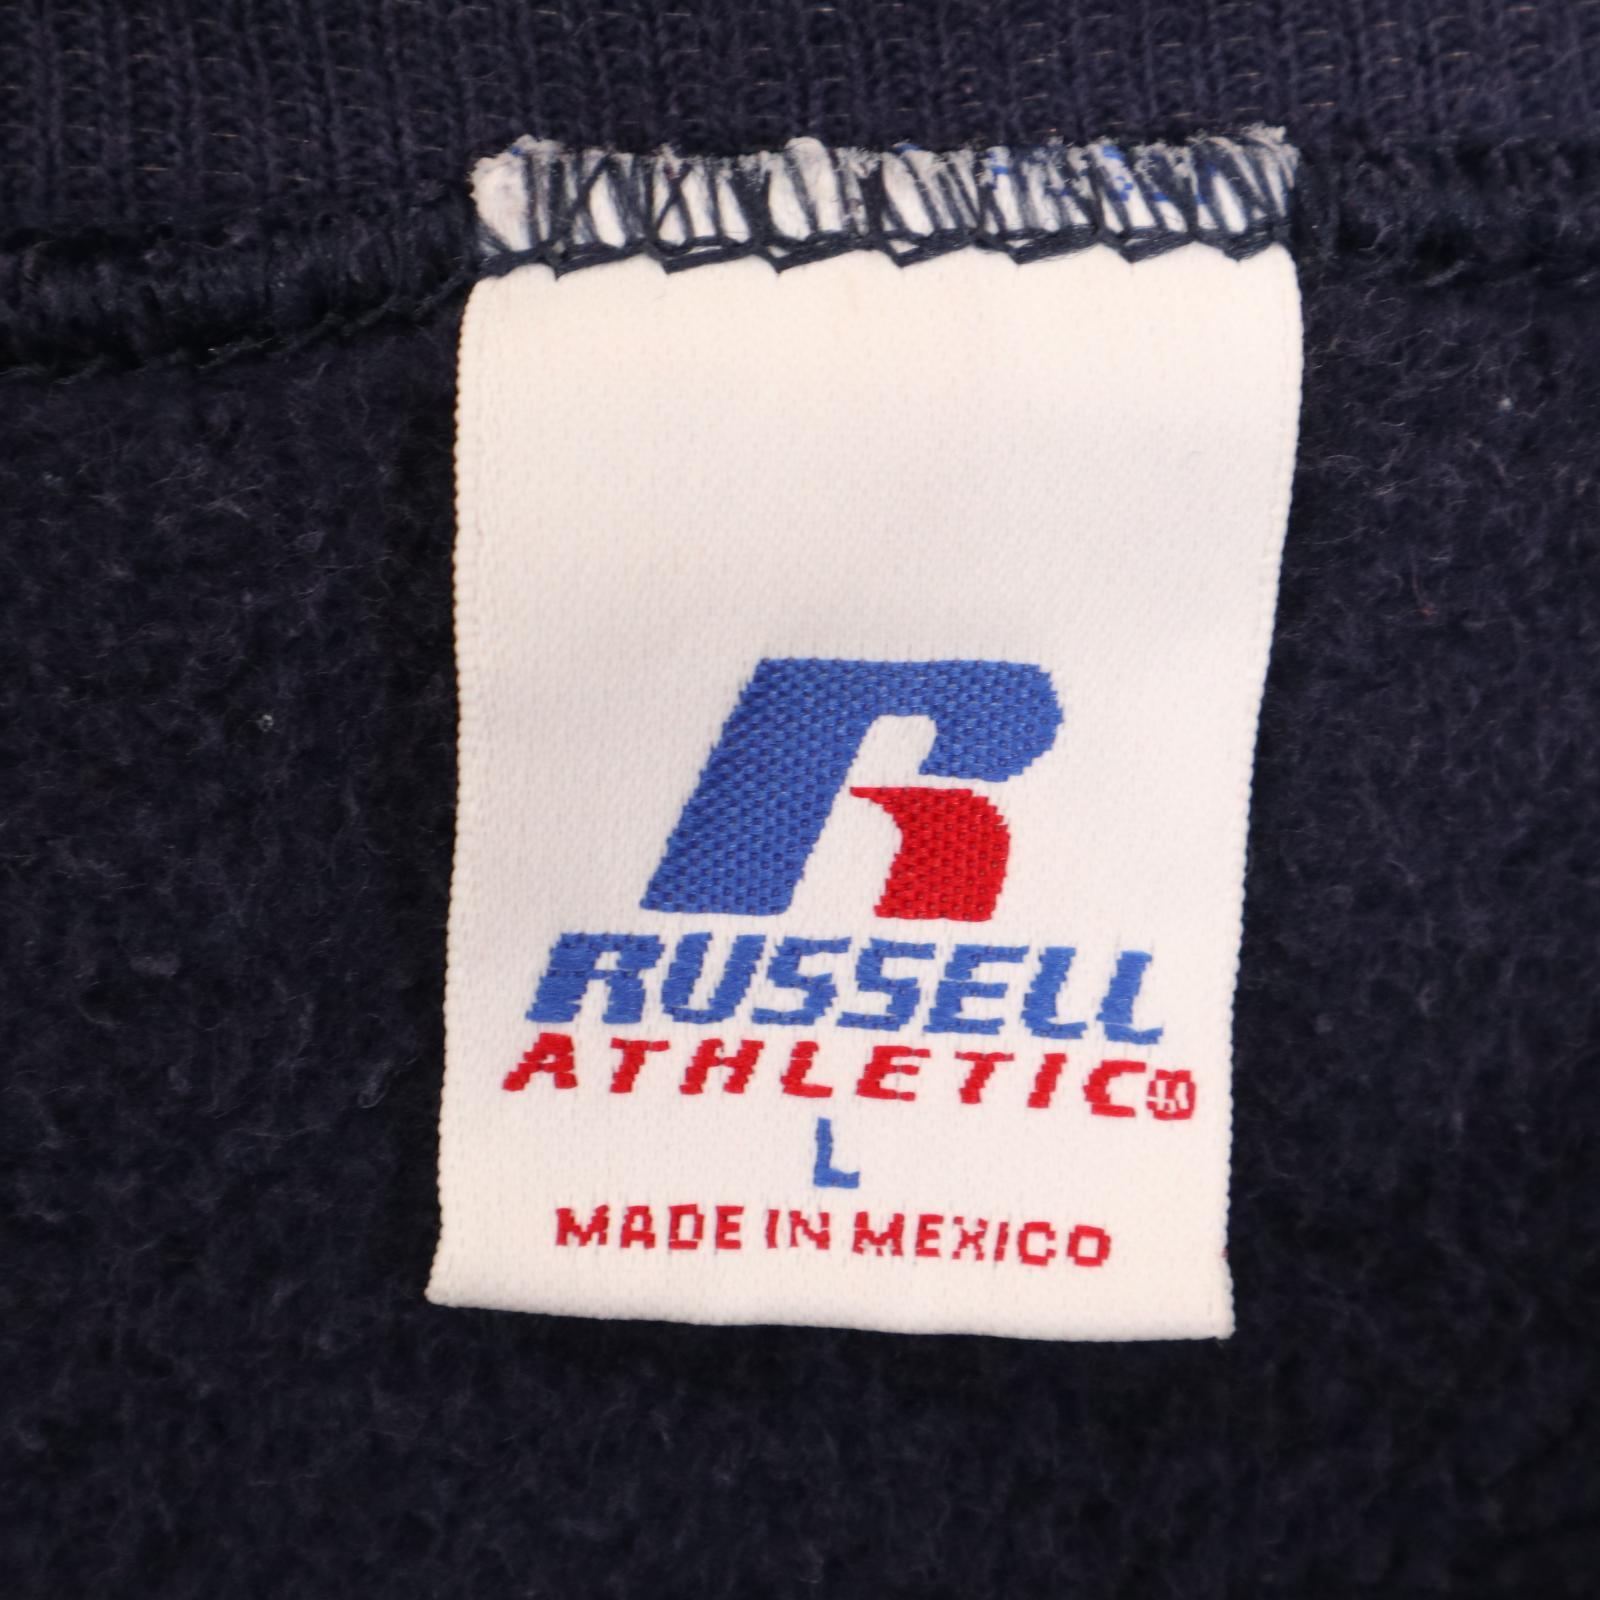 R
RUSSELL
ATHLETIC®
L
MADE IN MEXICO